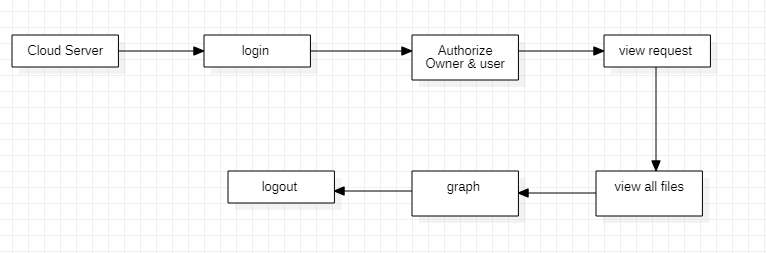 Cloud Server
login
Authorize
Owner & user
view request
logout
graph
view all files